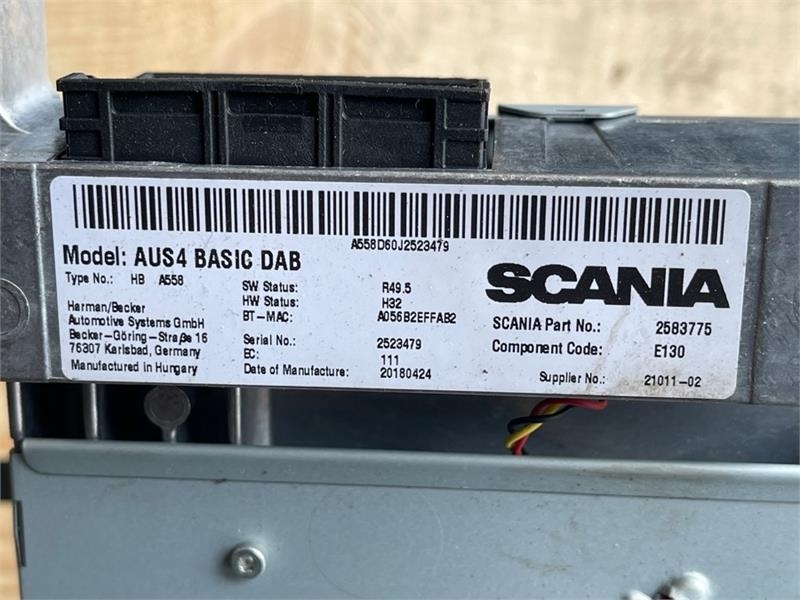 A558D60J2523479
Model: AUS4 BASIC DAB
Type No.: HB A558
Harman/Becker
Automotive Systems GmbH
Becker-Göring-Straße 16
76307 Karlsbad, Germany
Manufactured in Hungary
SW Status: R49.5
HW Status: H32
BT-MAC: A056B2EFFAB2
Serial No.: 2523479
EC: 111
Date of Manufacture: 20180424
SCANIA
SCANIA Part No.: 2583775
Component Code: E130
Supplier No.: 21011-02